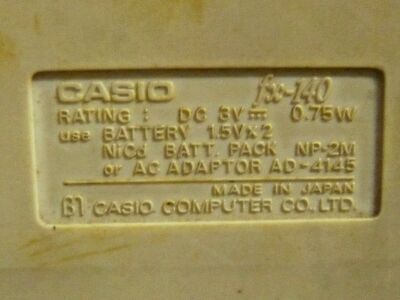 CASIO fx-140
RATING : DC 3V⎓ 0.75W
use BATTERY 1.5V×2
NiCd BATT. PACK NP-2M
or AC ADAPTOR AD-4145
MADE IN JAPAN
CASIO COMPUTER CO., LTD.